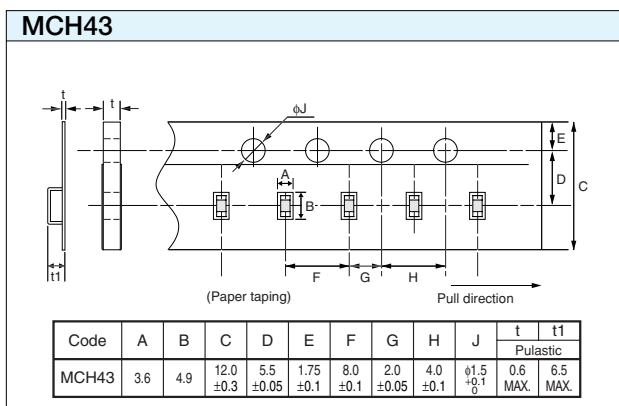 MCH43
t
t
ϕJ
E
D
C
A
B
t1
F
G
H
(Paper taping)
Pull direction
Code A B C D E F G H J t t1
Pulastic
MCH43 3.6 4.9 12.0 ±0.3 5.5 ±0.05 1.75 ±0.1 8.0 ±0.1 2.0 ±0.05 4.0 ±0.1 ϕ1.5 +0.1 0 0.6 MAX. 6.5 MAX.